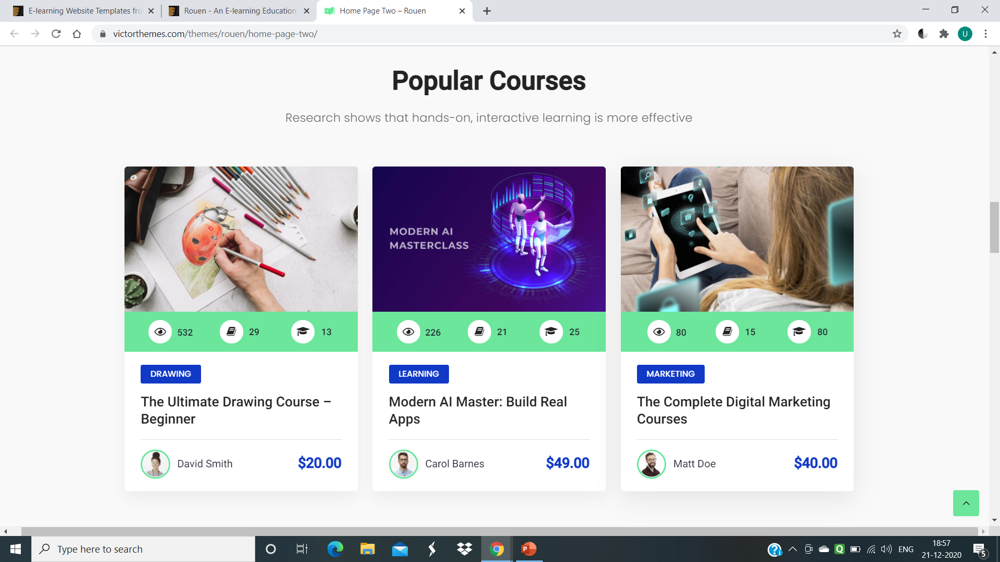 E-learning Website Templates fro
Rouen - An E-learning Education
Home Page Two – Rouen
victorthemes.com/themes/rouen/home-page-two/
U
Popular Courses
Research shows that hands-on, interactive learning is more effective
MODERN AI
MASTERCLASS
532 29 13
226 21 25
80 15 80
DRAWING
The Ultimate Drawing Course –
Beginner
David Smith $20.00
LEARNING
Modern AI Master: Build Real
Apps
Carol Barnes $49.00
MARKETING
The Complete Digital Marketing
Courses
Matt Doe $40.00
Type here to search
ENG
18:57
21-12-2020
5